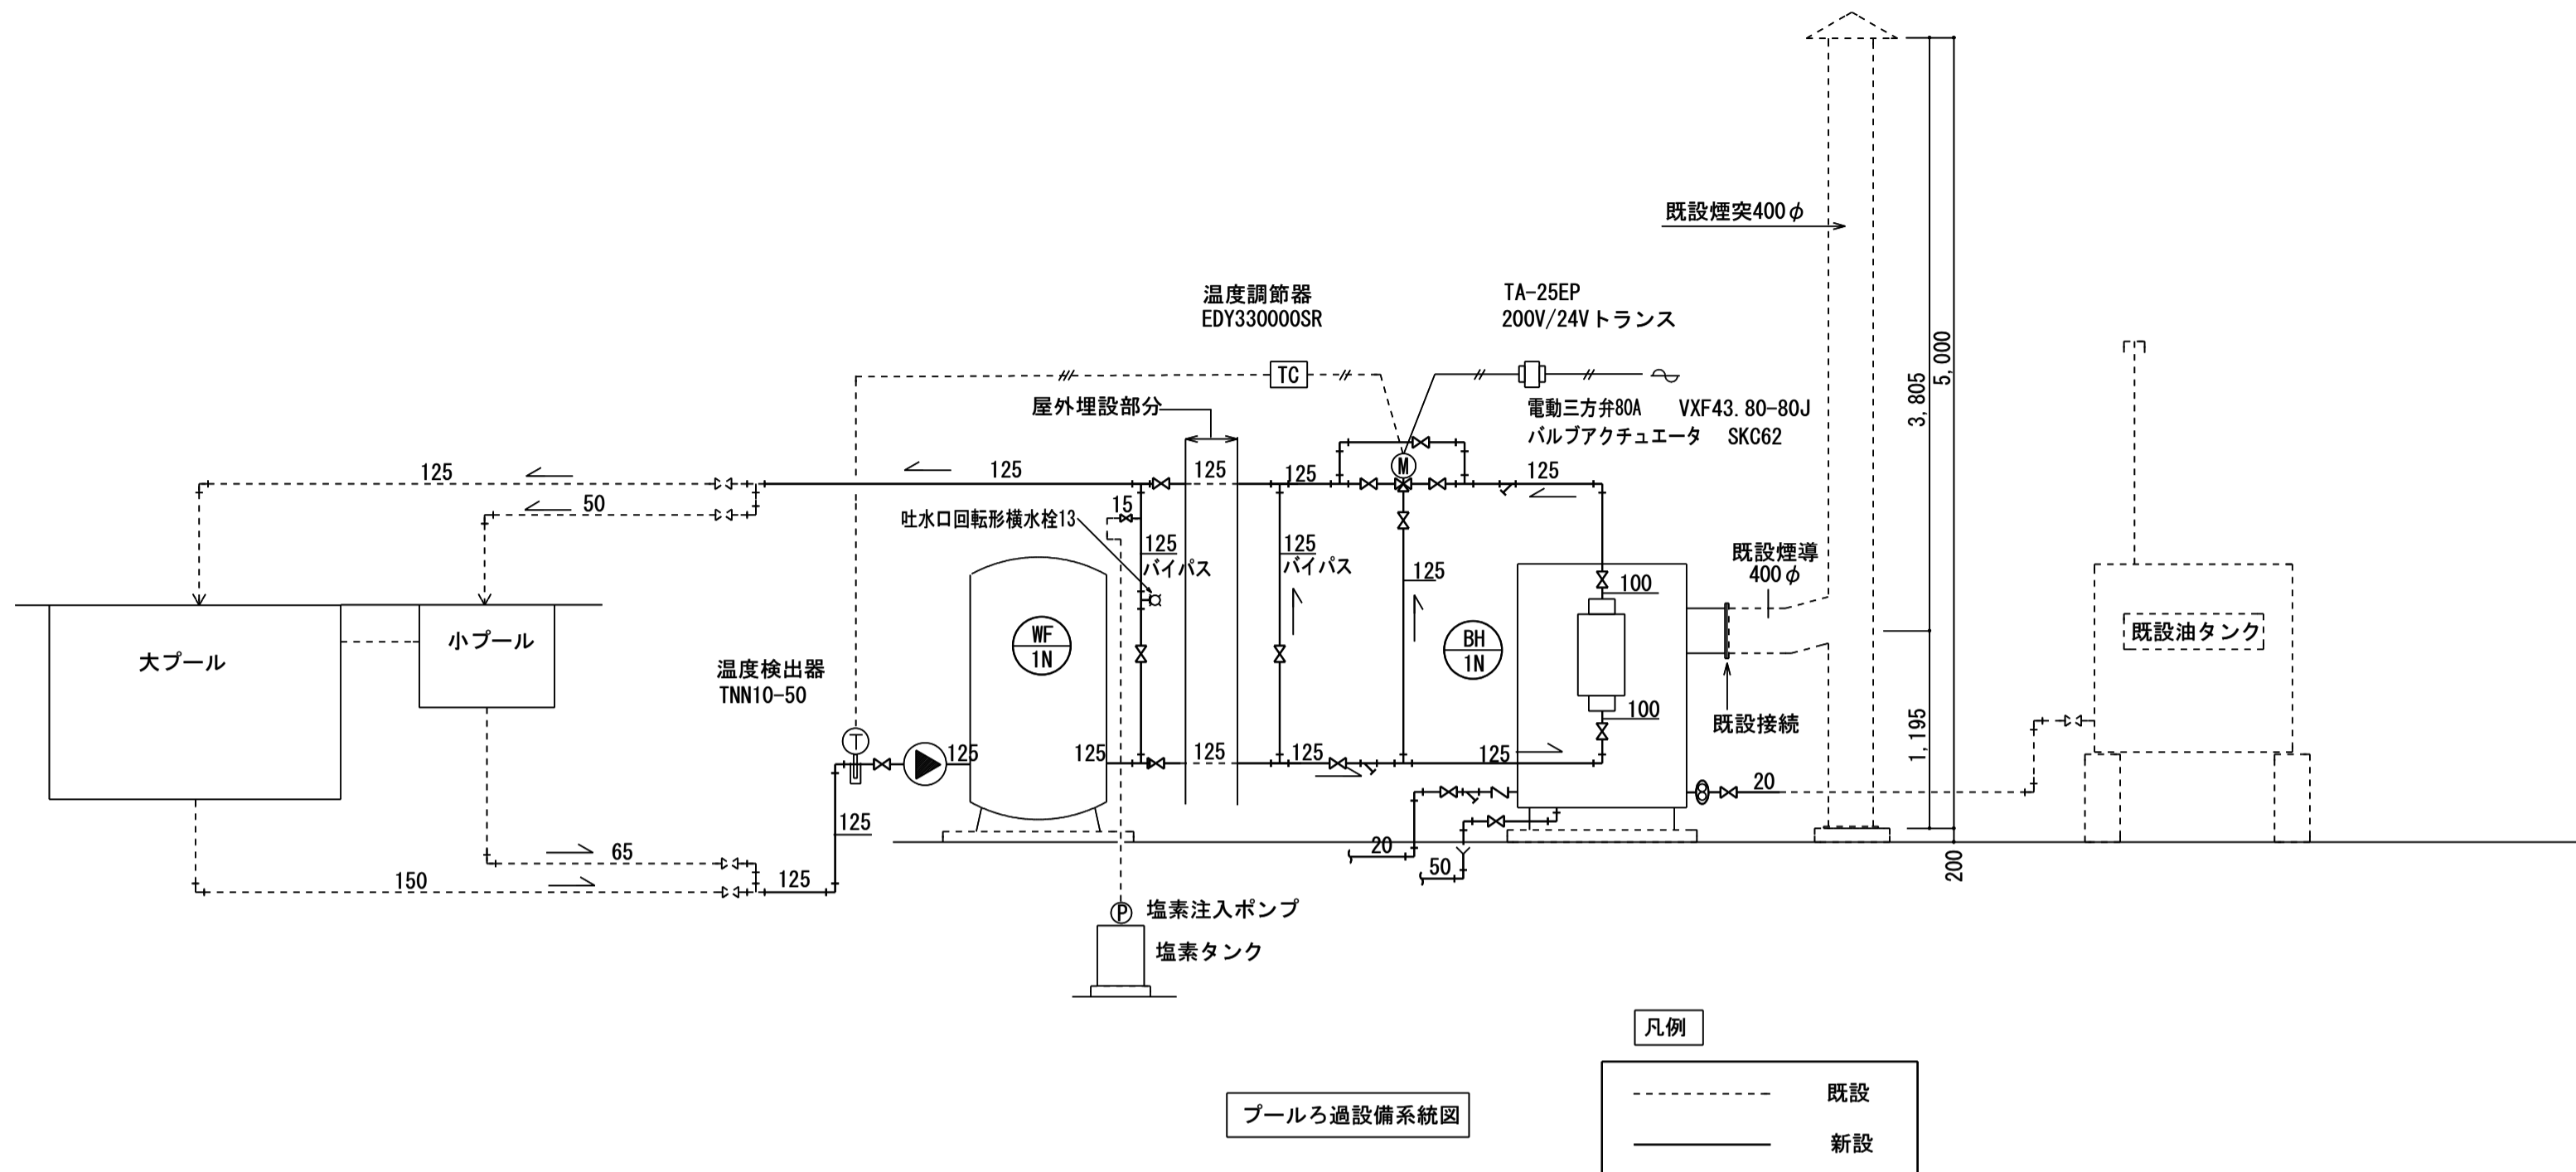 既設煙突400φ
温度調節器
EDY330000SR
TA-25EP
200V/24Vトランス
5,000
3,805
TC
屋外埋設部分
電動三方弁80A VXF43.80-80J
バルブアクチュエータ SKC62
M
125
125
125
125
125
50
15
吐水口回転形横水栓13
125
バイパス
125
バイパス
125
既設煙導
400φ
100
大プール
小プール
WF
1N
BH
1N
既設油タンク
温度検出器
TNN10-50
100
既設接続
1,195
T
125
125
125
125
125
20
125
65
20
50
200
150
125
P
塩素注入ポンプ
塩素タンク
凡例
プールろ過設備系統図
既設
新設